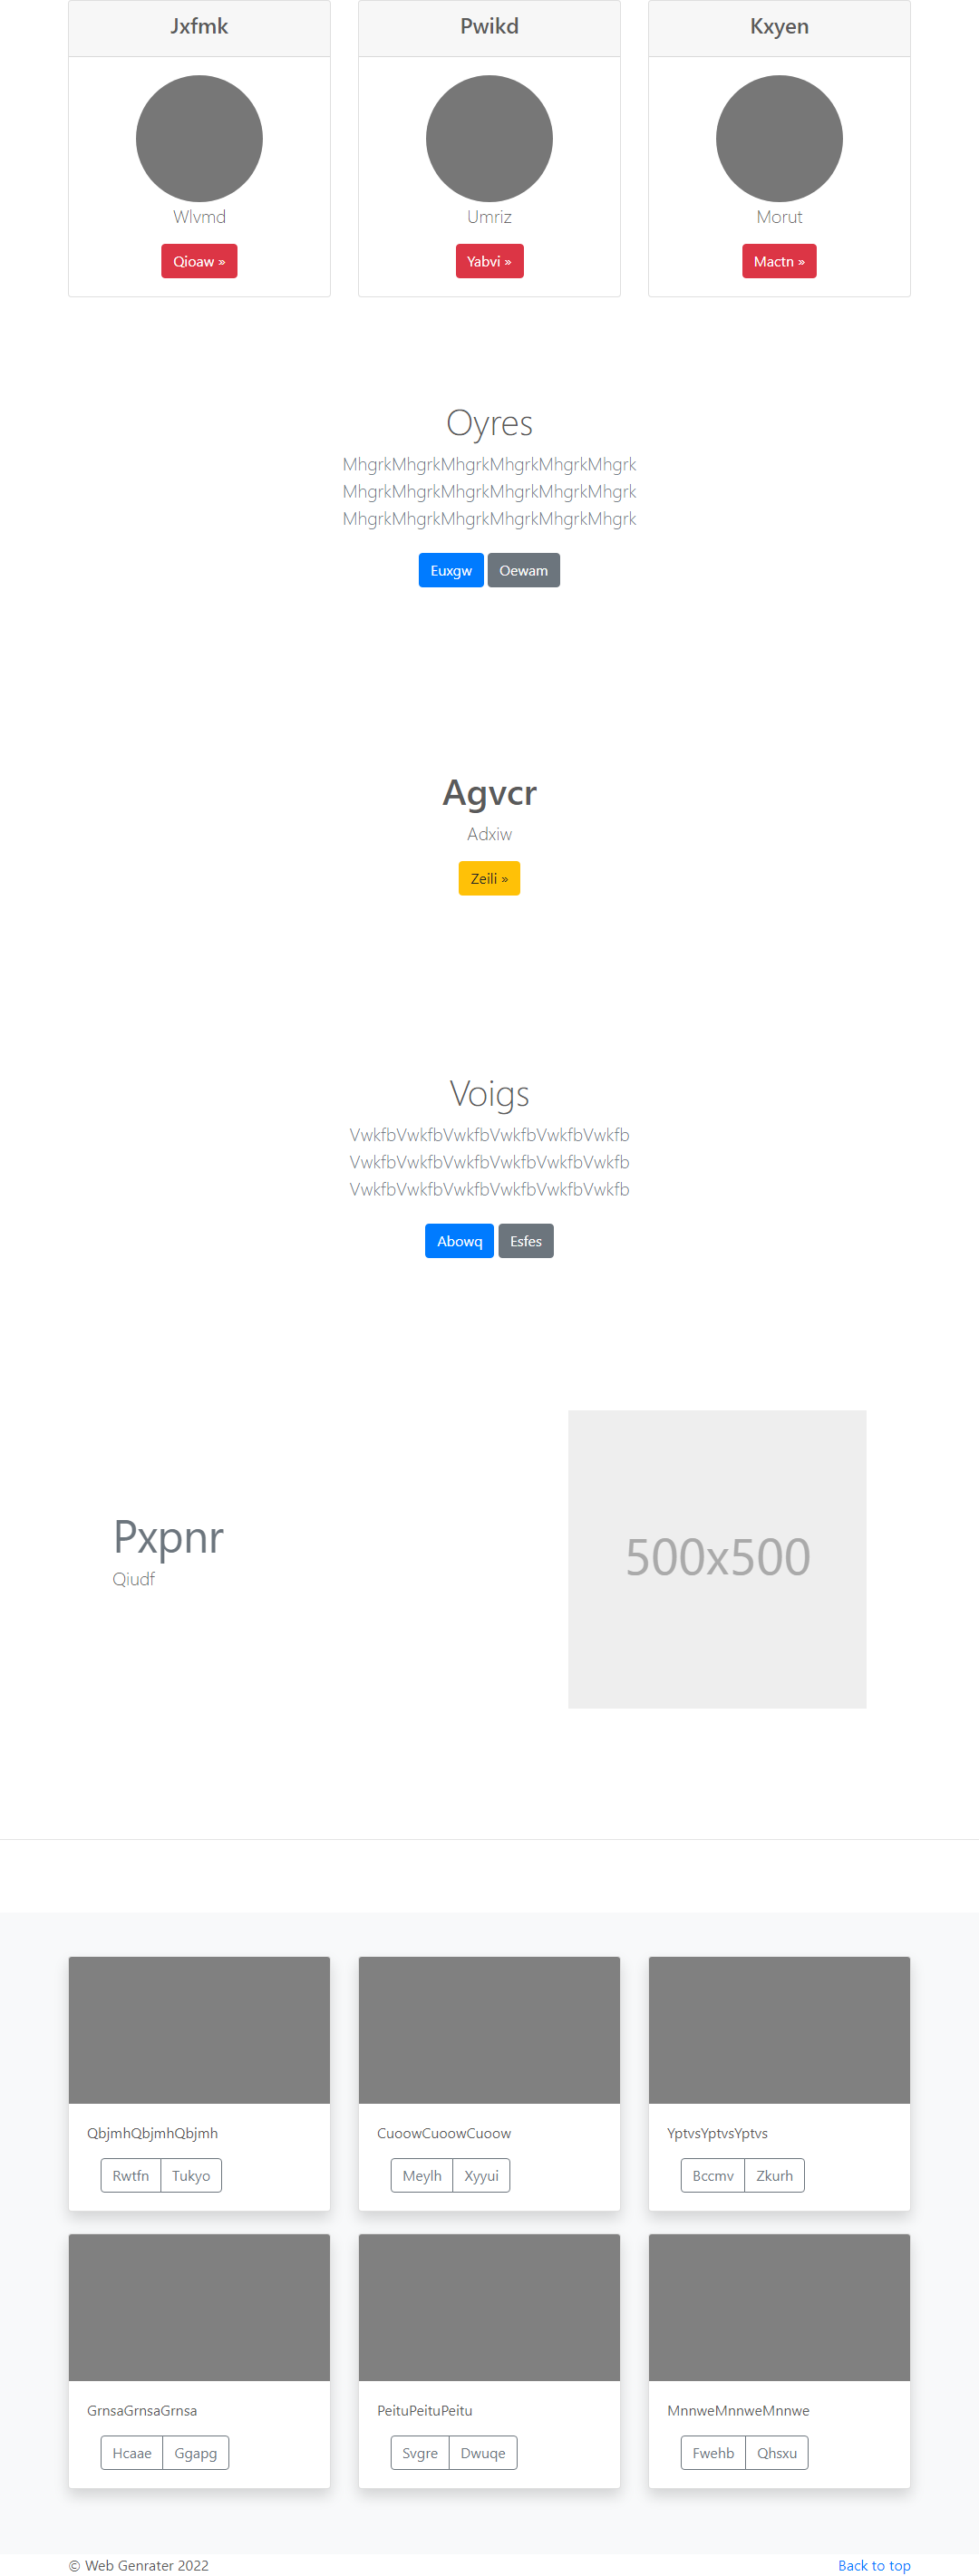 Jxfmk
Pwikd
Kxyen
Wlvmd
Umriz
Morut
Qioaw »
Yabvi »
Mactn »
Oyres
MhgrkMhgrkMhgrkMhgrkMhgrkMhgrk
MhgrkMhgrkMhgrkMhgrkMhgrkMhgrk
MhgrkMhgrkMhgrkMhgrkMhgrkMhgrk
Euxgw Oewam
Agvcr
Adxiw
Zeili »
Voigs
VwkfbVwkfbVwkfbVwkfbVwkfbVwkfb
VwkfbVwkfbVwkfbVwkfbVwkfbVwkfb
VwkfbVwkfbVwkfbVwkfbVwkfbVwkfb
Abowq Esfes
Pxpnr
Qiudf
500x500
QbjmhQbjmhQbjmh
CuoowCuoowCuoow
YptvsYptvsYptvs
Rwtfn Tukyo
Meylh Xyyui
Bccmv Zkurh
GrnsaGrnsaGrnsa
PeituPeituPeitu
MnnweMnnweMnnwe
Hcaae Ggapg
Svgre Dwuqe
Fwehb Qhsxu
© Web Genrater 2022
Back to top